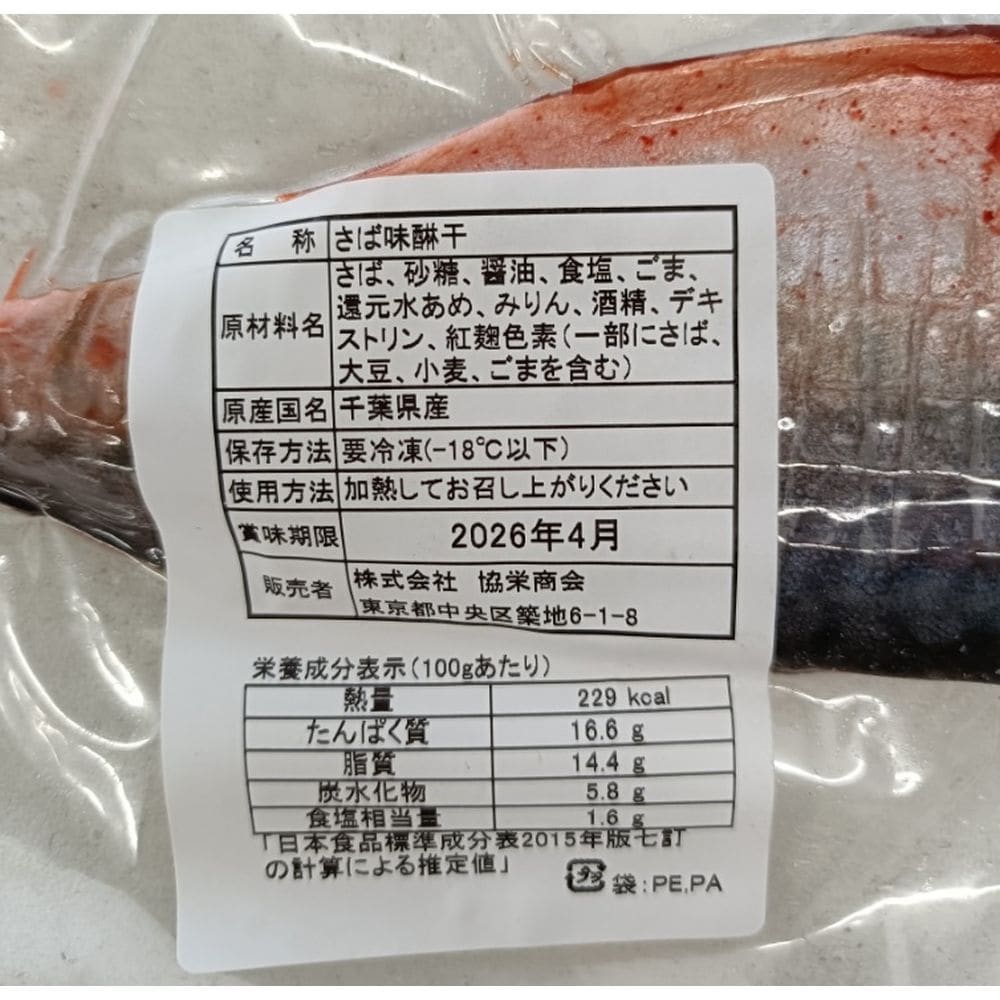 名 称 さば味醂干
原材料名 さば、砂糖、醤油、食塩、ごま、
還元水あめ、みりん、酒精、デキ
ストリン、紅麹色素(一部にさば、
大豆、小麦、ごまを含む)
原産国名 千葉県産
保存方法 要冷凍(-18℃以下)
使用方法 加熱してお召し上がりください
賞味期限 2026年4月
販売者 株式会社 協栄商会
東京都中央区築地6-1-8
栄養成分表示(100gあたり)
熱量 229 kcal
たんぱく質 16.6 g
脂質 14.4 g
炭水化物 5.8 g
食塩相当量 1.6 g
「日本食品標準成分表2015年版七訂
の計算による推定値」
プラ 袋:PE,PA